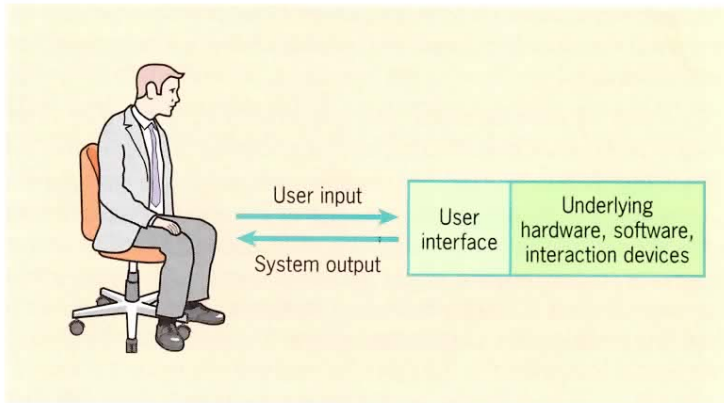 User input
System output
User
interface
Underlying
hardware, software,
interaction devices